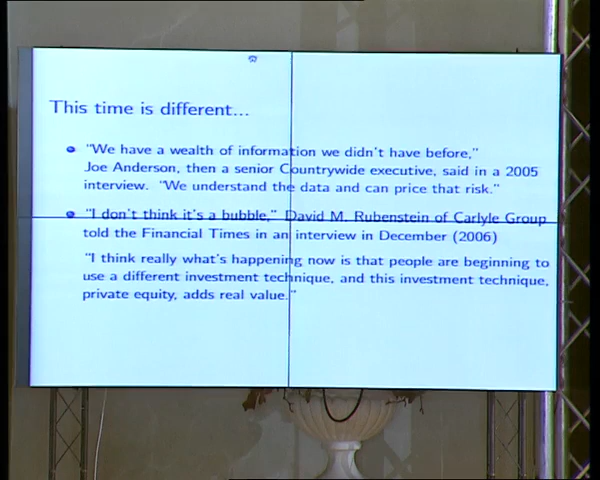 This time is different...
"We have a wealth of information we didn't have before,"
Joe Anderson, then a senior Countrywide executive, said in a 2005
interview. "We understand the data and can price that risk."
"I don't think it's a bubble," David M. Rubenstein of Carlyle Group
told the Financial Times in an interview in December (2006)
"I think really what's happening now is that people are beginning to
use a different investment technique, and this investment technique,
private equity, adds real value."